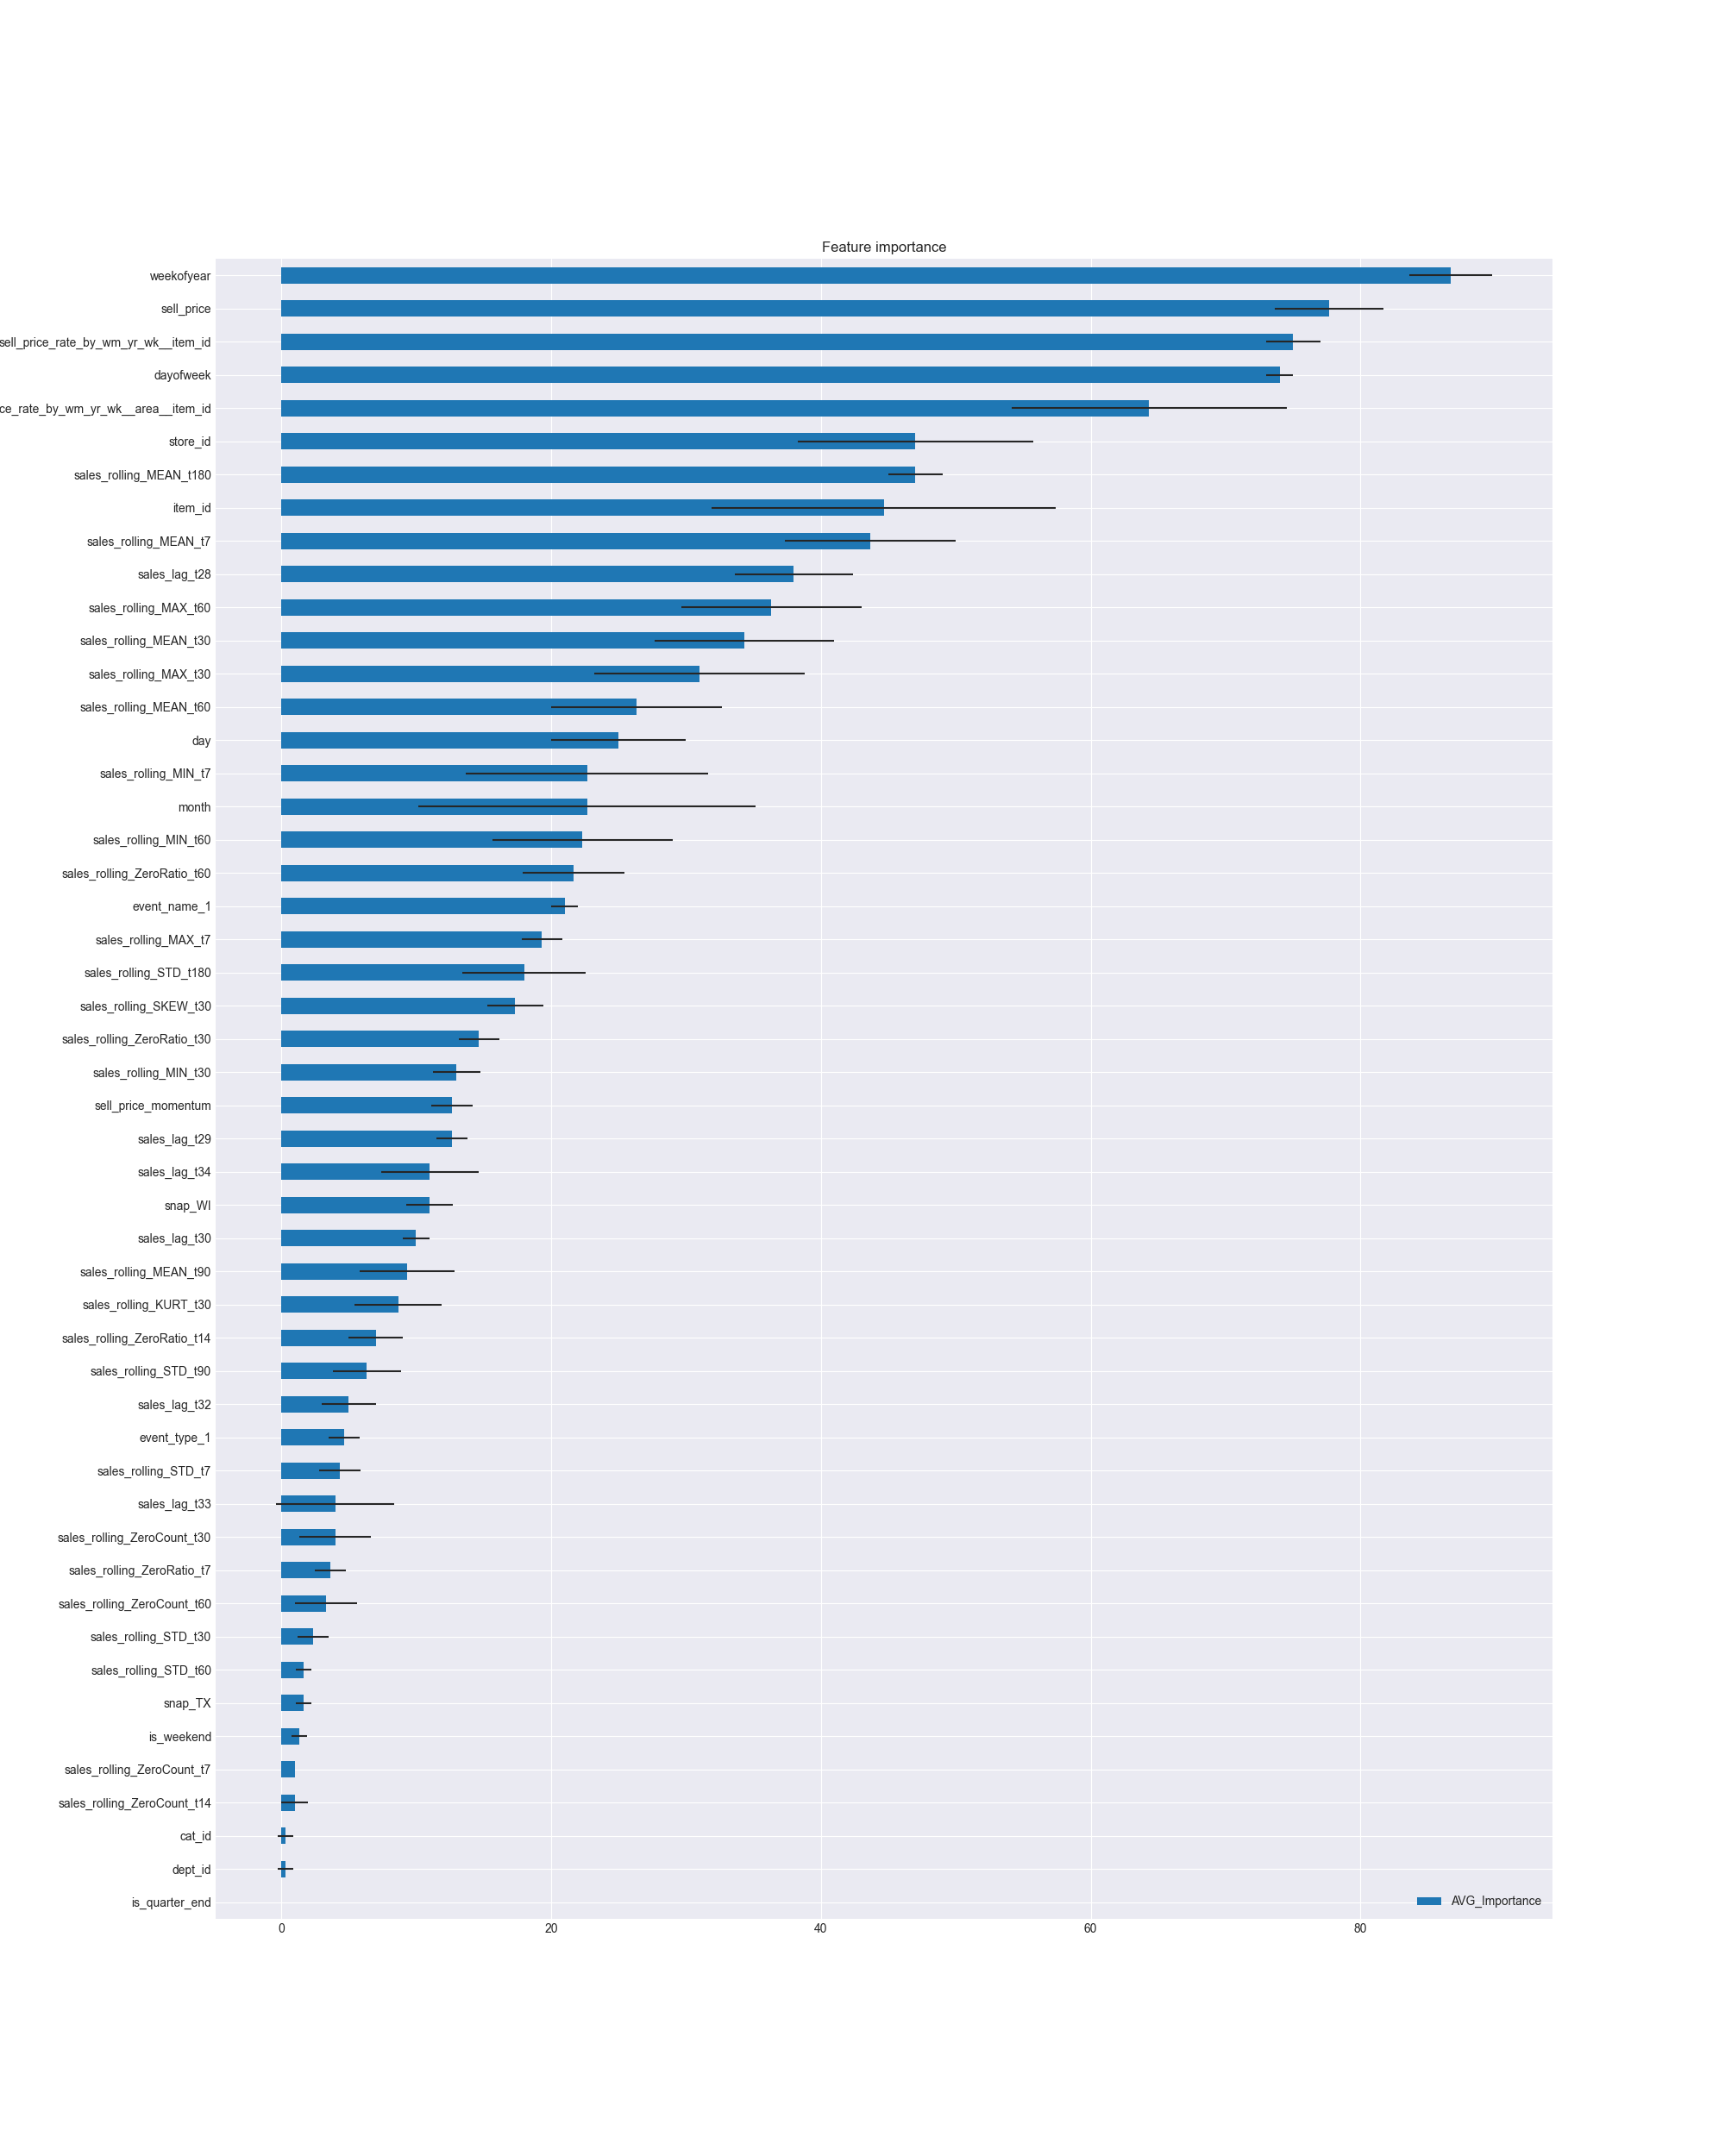 Feature importance
weekofyear
sell_price
sell_price_rate_by_wm_yr_wk__item_id
dayofweek
ce_rate_by_wm_yr_wk__area__item_id
store_id
sales_rolling_MEAN_t180
item_id
sales_rolling_MEAN_t7
sales_lag_t28
sales_rolling_MAX_t60
sales_rolling_MEAN_t30
sales_rolling_MAX_t30
sales_rolling_MEAN_t60
day
sales_rolling_MIN_t7
month
sales_rolling_MIN_t60
sales_rolling_ZeroRatio_t60
event_name_1
sales_rolling_MAX_t7
sales_rolling_STD_t180
sales_rolling_SKEW_t30
sales_rolling_ZeroRatio_t30
sales_rolling_MIN_t30
sell_price_momentum
sales_lag_t29
sales_lag_t34
snap_WI
sales_lag_t30
sales_rolling_MEAN_t90
sales_rolling_KURT_t30
sales_rolling_ZeroRatio_t14
sales_rolling_STD_t90
sales_lag_t32
event_type_1
sales_rolling_STD_t7
sales_lag_t33
sales_rolling_ZeroCount_t30
sales_rolling_ZeroRatio_t7
sales_rolling_ZeroCount_t60
sales_rolling_STD_t30
sales_rolling_STD_t60
snap_TX
is_weekend
sales_rolling_ZeroCount_t7
sales_rolling_ZeroCount_t14
cat_id
dept_id
is_quarter_end
AVG_Importance
0 20 40 60 80